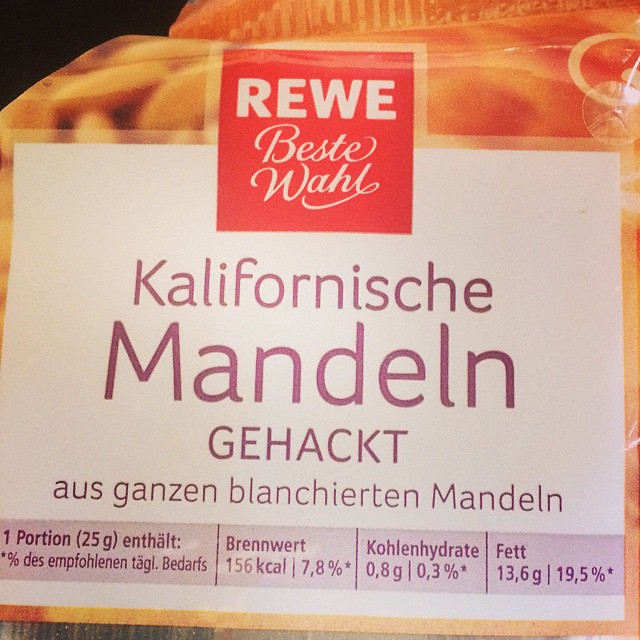 REWE
Beste
Wahl
Kalifornische
Mandeln
GEHACKT
aus ganzen blanchierten Mandeln
1 Portion (25 g) enthält:
*% des empfohlenen tägl. Bedarfs
Brennwert
156 kcal | 7,8 %*
Kohlenhydrate
0,8 g | 0,3 %*
Fett
13,6 g | 19,5 %*